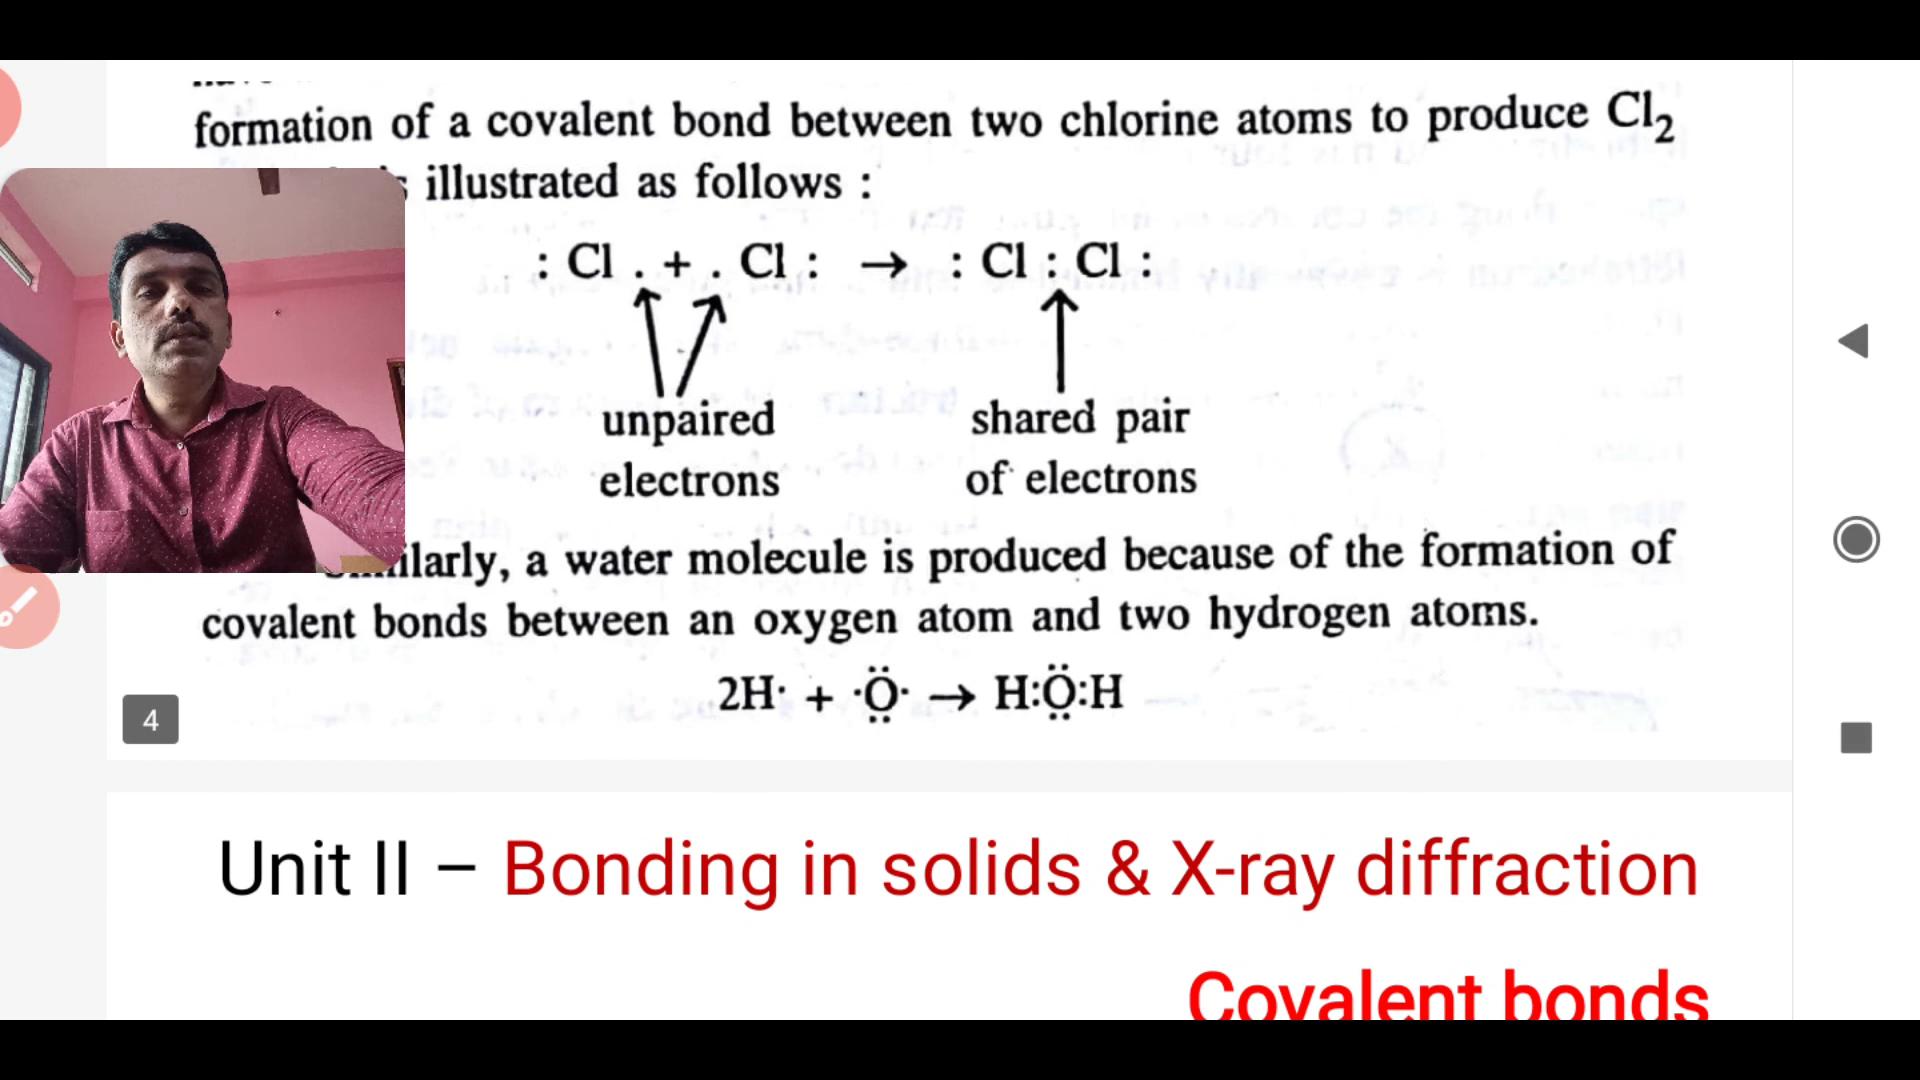 formation of a covalent bond between two chlorine atoms to produce Cl₂
illustrated as follows :
: Cl . + . Cl : → : Cl : Cl :
unpaired shared pair
electrons of electrons
a water molecule is produced because of the formation of
covalent bonds between an oxygen atom and two hydrogen atoms.
2H· + ·Ö· → H:Ö:H
4
Unit II – Bonding in solids & X-ray diffraction
Covalent bonds